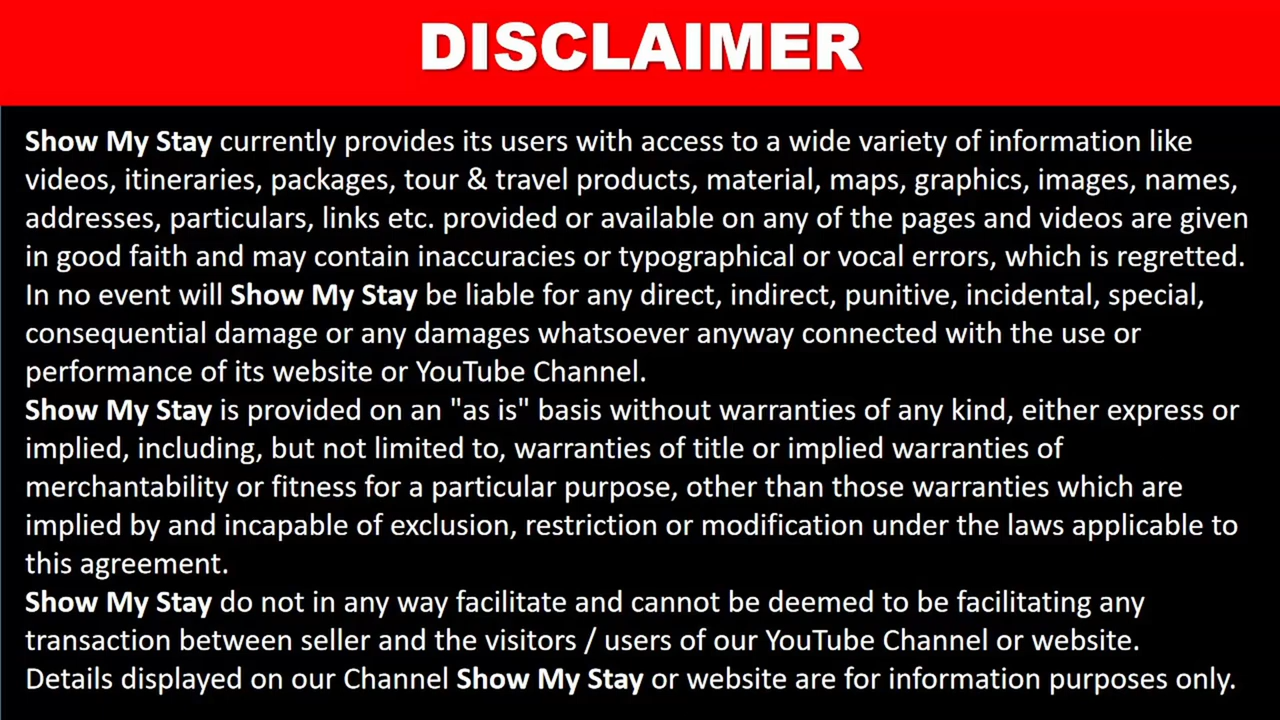 DISCLAIMER
Show My Stay currently provides its users with access to a wide variety of information like
videos, itineraries, packages, tour & travel products, material, maps, graphics, images, names,
addresses, particulars, links etc. provided or available on any of the pages and videos are given
in good faith and may contain inaccuracies or typographical or vocal errors, which is regretted.
In no event will Show My Stay be liable for any direct, indirect, punitive, incidental, special,
consequential damage or any damages whatsoever anyway connected with the use or
performance of its website or YouTube Channel.
Show My Stay is provided on an "as is" basis without warranties of any kind, either express or
implied, including, but not limited to, warranties of title or implied warranties of
merchantability or fitness for a particular purpose, other than those warranties which are
implied by and incapable of exclusion, restriction or modification under the laws applicable to
this agreement.
Show My Stay do not in any way facilitate and cannot be deemed to be facilitating any
transaction between seller and the visitors / users of our YouTube Channel or website.
Details displayed on our Channel Show My Stay or website are for information purposes only.